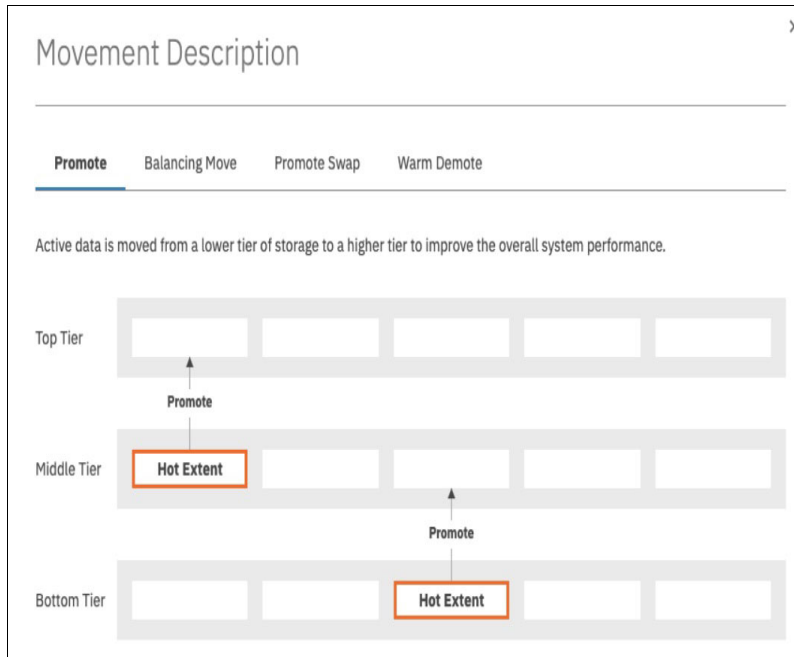 Movement Description
Promote Balancing Move Promote Swap Warm Demote
Active data is moved from a lower tier of storage to a higher tier to improve the overall system performance.
Top Tier
Promote
Middle Tier Hot Extent
Promote
Bottom Tier Hot Extent